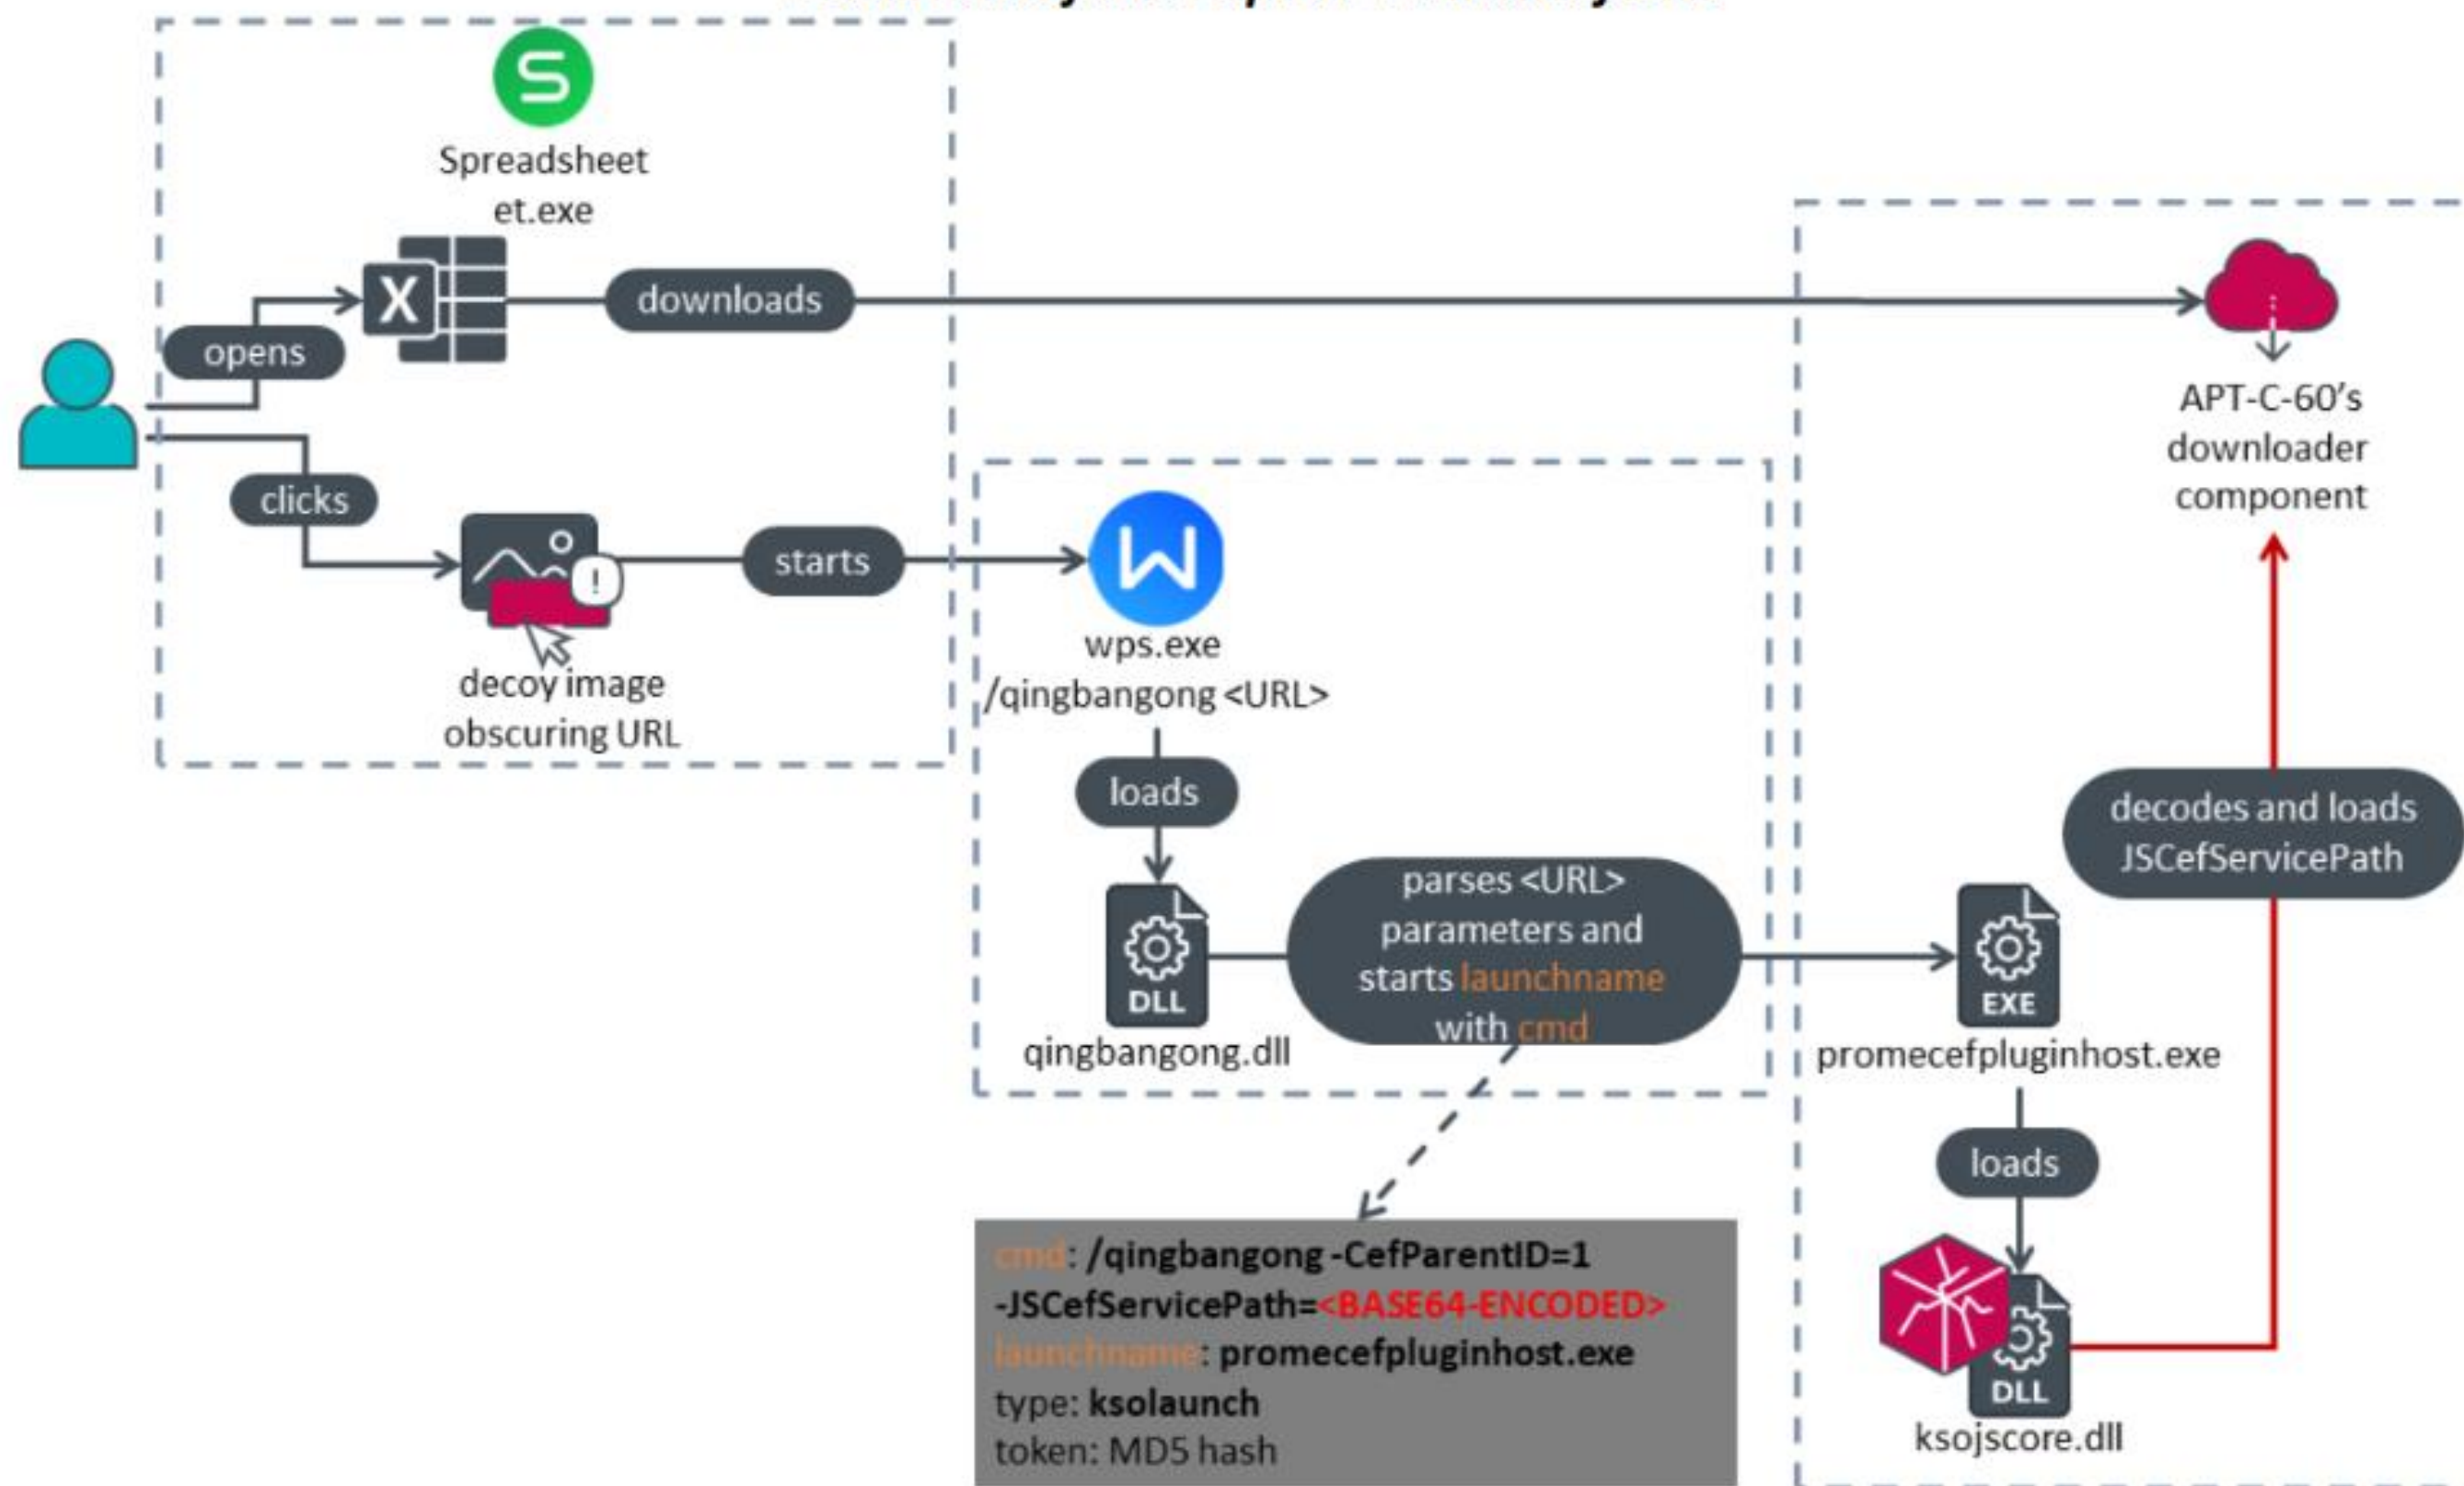 S
Spreadsheet
et.exe
X
downloads
opens
APT-C-60's
downloader
component
clicks
!
starts
W
wps.exe
/qingbangong <URL>
decoy image
obscuring URL
loads
decodes and loads
JSCefServicePath
parses <URL>
parameters and
starts launchname
with cmd
DLL
qingbangong.dll
EXE
promecefpluginhost.exe
loads
cmd: /qingbangong -CefParentID=1
-JSCefServicePath=<BASE64-ENCODED>
launchname: promecefpluginhost.exe
type: ksolaunch
token: MD5 hash
DLL
ksojscore.dll